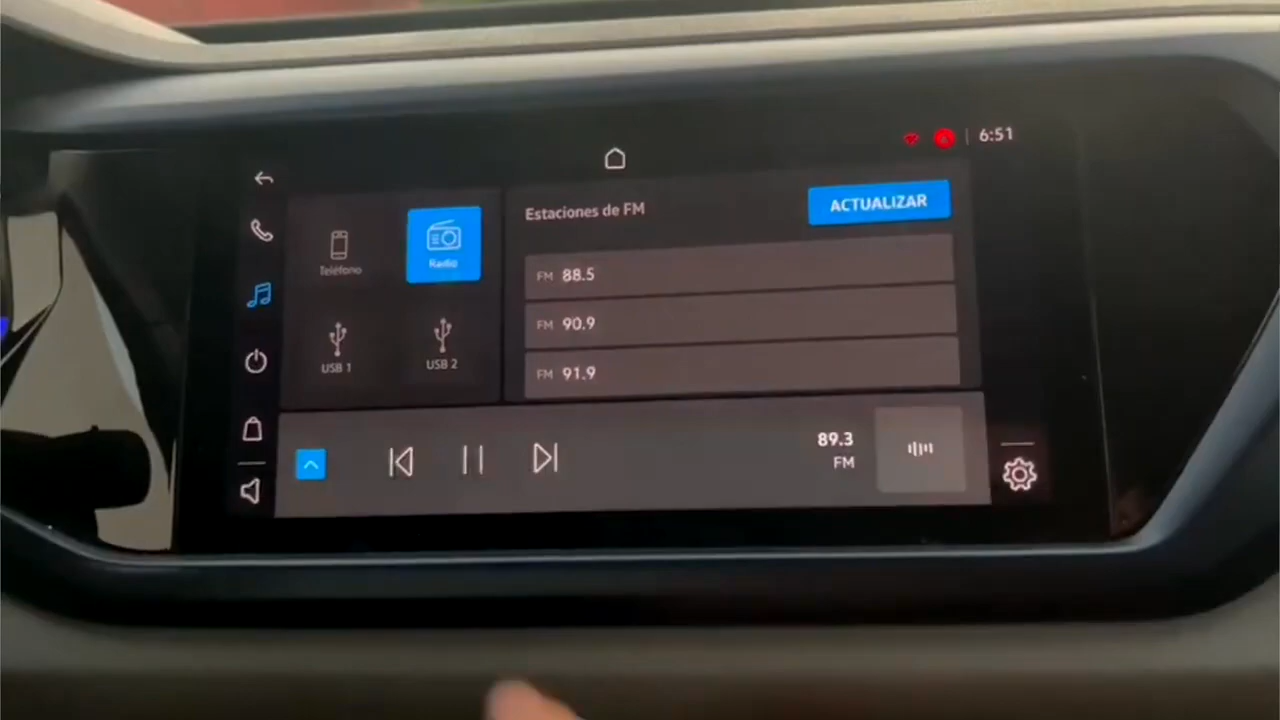 6:51
Estaciones de FM
ACTUALIZAR
Teléfono
Radio
FM 88.5
FM 90.9
USB 1
USB 2
FM 91.9
89.3
FM